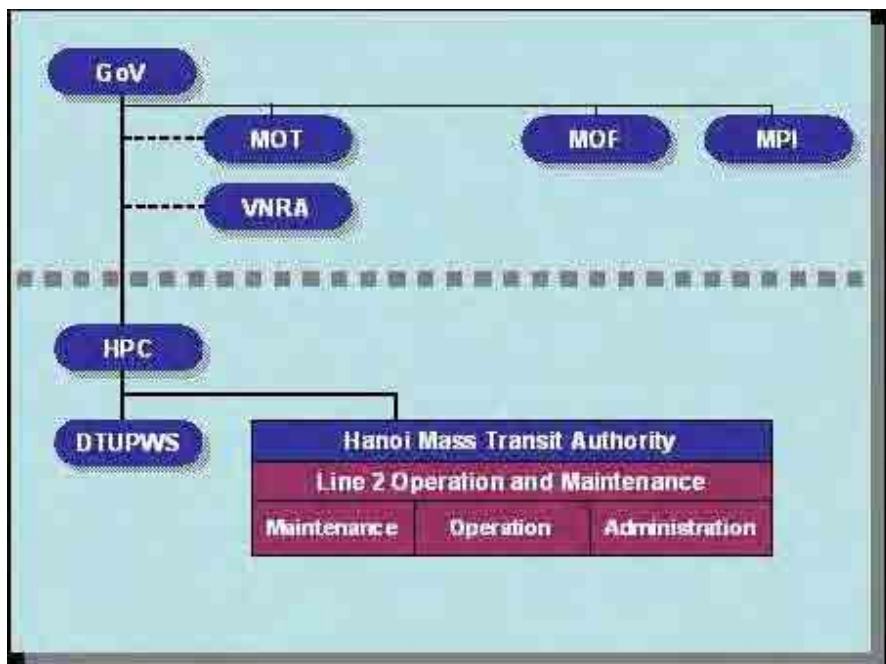 GoV
MOT
MOF
MPI
VNRA
HPC
DTUPWS
Hanoi Mass Transit Authority
Line 2 Operation and Maintenance
Maintenance Operation Administration